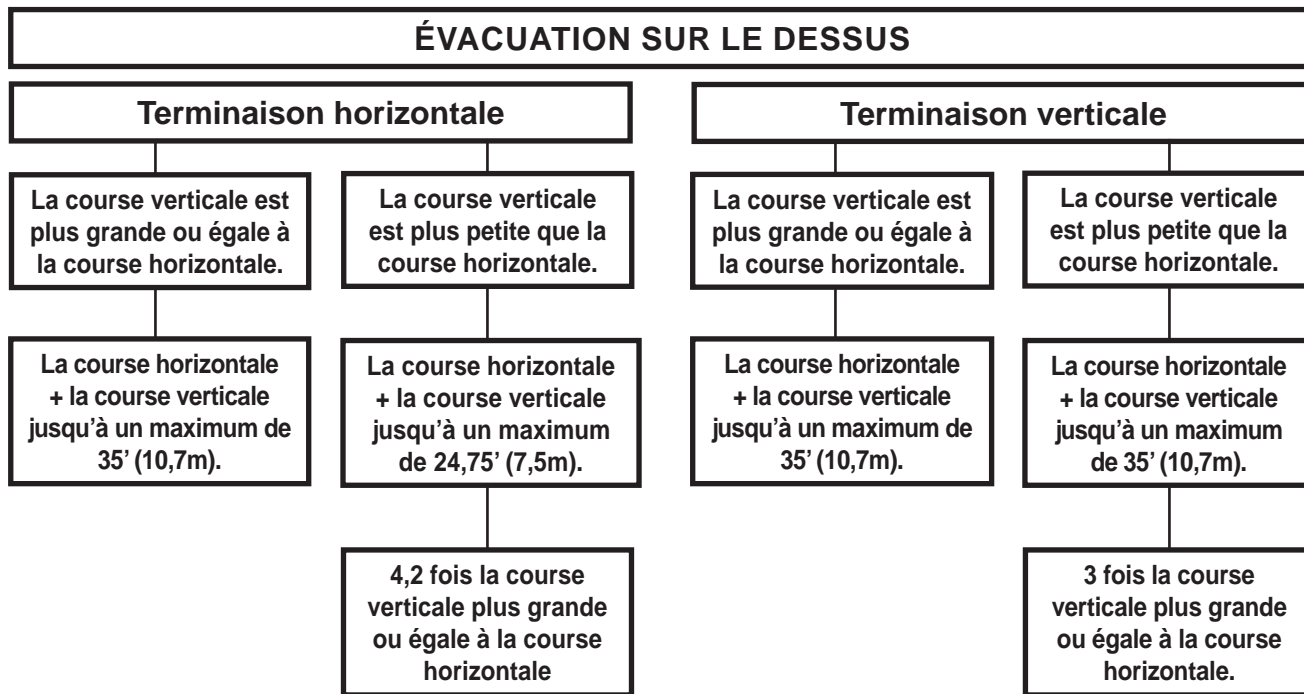 ÉVACUATION SUR LE DESSUS
Terminaison horizontale
La course verticale est
plus grande ou égale à
la course horizontale.
La course horizontale
+ la course verticale
jusqu’à un maximum de
35’ (10,7m).
La course verticale
est plus petite que la
course horizontale.
La course horizontale
+ la course verticale
jusqu’à un maximum
de 24,75’ (7,5m).
4,2 fois la course
verticale plus grande
ou égale à la course
horizontale
Terminaison verticale
La course verticale est
plus grande ou égale à
la course horizontale.
La course horizontale
+ la course verticale
jusqu’à un maximum de
35’ (10,7m).
La course verticale
est plus petite que la
course horizontale.
La course horizontale
+ la course verticale
jusqu’à un maximum
de 35’ (10,7m).
3 fois la course
verticale plus grande
ou égale à la course
horizontale.